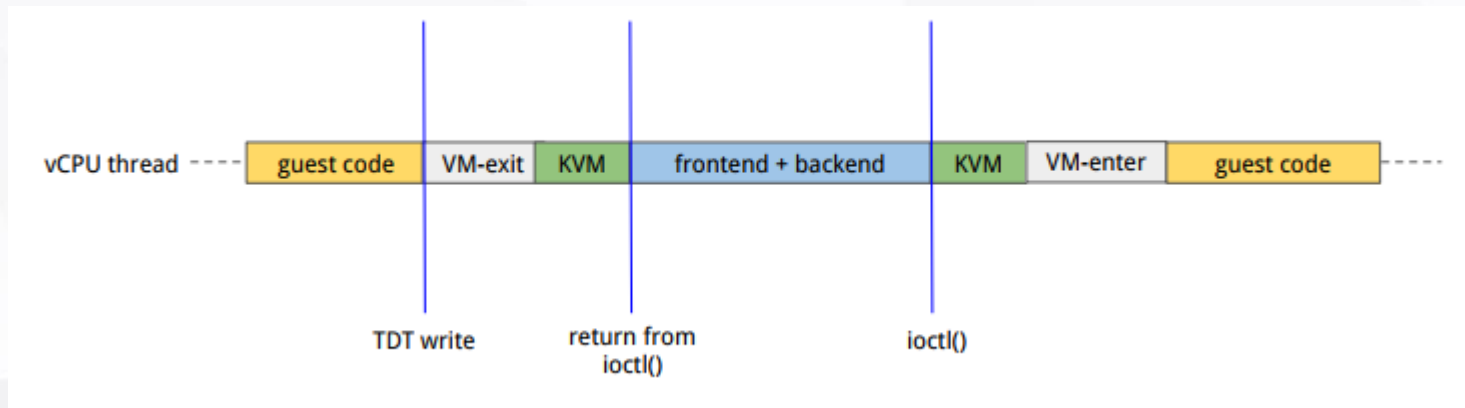 vCPU thread
guest code
VM-exit
KVM
frontend + backend
KVM
VM-enter
guest code
TDT write
return from
ioctl()
ioctl()